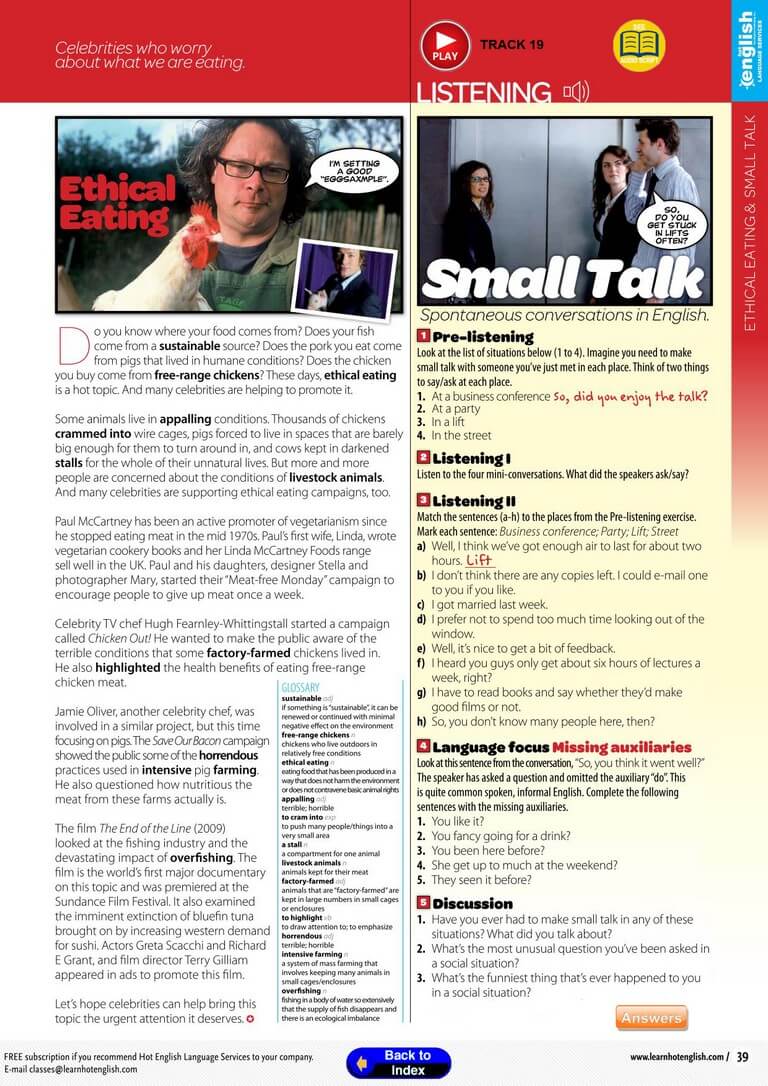 Celebrities who worry
about what we are eating.
PLAY
TRACK 19
SEE
AUDIO SCRIPT
LISTENING
english
LANGUAGE SERVICES
ETHICAL EATING & SMALL TALK
Ethical
Eating
I'M SETTING
A GOOD
"EGGSAXMPLE".
TAGE
Do you know where your food comes from? Does your fish
come from a sustainable source? Does the pork you eat come
from pigs that lived in humane conditions? Does the chicken
you buy come from free-range chickens? These days, ethical eating
is a hot topic. And many celebrities are helping to promote it.
Some animals live in appalling conditions. Thousands of chickens
crammed into wire cages, pigs forced to live in spaces that are barely
big enough for them to turn around in, and cows kept in darkened
stalls for the whole of their unnatural lives. But more and more
people are concerned about the conditions of livestock animals.
And many celebrities are supporting ethical eating campaigns, too.
Paul McCartney has been an active promoter of vegetarianism since
he stopped eating meat in the mid 1970s. Paul's first wife, Linda, wrote
vegetarian cookery books and her Linda McCartney Foods range
sell well in the UK. Paul and his daughters, designer Stella and
photographer Mary, started their "Meat-free Monday" campaign to
encourage people to give up meat once a week.
Celebrity TV chef Hugh Fearnley-Whittingstall started a campaign
called Chicken Out! He wanted to make the public aware of the
terrible conditions that some factory-farmed chickens lived in.
He also highlighted the health benefits of eating free-range
chicken meat.
Jamie Oliver, another celebrity chef, was
involved in a similar project, but this time
focusing on pigs. The Save Our Bacon campaign
showed the public some of the horrendous
practices used in intensive pig farming.
He also questioned how nutritious the
meat from these farms actually is.
The film The End of the Line (2009)
looked at the fishing industry and the
devastating impact of overfishing. The
film is the world's first major documentary
on this topic and was premiered at the
Sundance Film Festival. It also examined
the imminent extinction of bluefin tuna
brought on by increasing western demand
for sushi. Actors Greta Scacchi and Richard
E Grant, and film director Terry Gilliam
appeared in ads to promote this film.
Let's hope celebrities can help bring this
topic the urgent attention it deserves.
GLOSSARY
sustainable adj
if something is "sustainable", it can be
renewed or continued with minimal
negative effect on the environment
free-range chickens n
chickens who live outdoors in
relatively free conditions
ethical eating n
eating food that has been produced in a
way that does not harm the environment
or does not contravene basic animal rights
appalling adj
terrible; horrible
to cram into exp
to push many people/things into a
very small area
a stall n
a compartment for one animal
livestock animals n
animals kept for their meat
factory-farmed adj
animals that are "factory-farmed" are
kept in large numbers in small cages
or enclosures
to highlight vb
to draw attention to; to emphasize
horrendous adj
terrible; horrible
intensive farming n
a system of mass farming that
involves keeping many animals in
small cages/enclosures
overfishing n
fishing in a body of water so extensively
that the supply of fish disappears and
there is an ecological imbalance
SO,
DO YOU
GET STUCK
IN LIFTS
OFTEN?
Small Talk
Spontaneous conversations in English.
1 Pre-listening
Look at the list of situations below (1 to 4). Imagine you need to make
small talk with someone you've just met in each place. Think of two things
to say/ask at each place.
1. At a business conference So, did you enjoy the talk?
2. At a party
3. In a lift
4. In the street
2 Listening I
Listen to the four mini-conversations. What did the speakers ask/say?
3 Listening II
Match the sentences (a-h) to the places from the Pre-listening exercise.
Mark each sentence: Business conference; Party; Lift; Street
a) Well, I think we've got enough air to last for about two
hours. Lift
b) I don't think there are any copies left. I could e-mail one
to you if you like.
c) I got married last week.
d) I prefer not to spend too much time looking out of the
window.
e) Well, it's nice to get a bit of feedback.
f) I heard you guys only get about six hours of lectures a
week, right?
g) I have to read books and say whether they'd make
good films or not.
h) So, you don't know many people here, then?
4 Language focus Missing auxiliaries
Look at this sentence from the conversation, "So, you think it went well?"
The speaker has asked a question and omitted the auxiliary "do". This
is quite common spoken, informal English. Complete the following
sentences with the missing auxiliaries.
1. You like it?
2. You fancy going for a drink?
3. You been here before?
4. She get up to much at the weekend?
5. They seen it before?
5 Discussion
1. Have you ever had to make small talk in any of these
situations? What did you talk about?
2. What's the most unusual question you've been asked in
a social situation?
3. What's the funniest thing that's ever happened to you
in a social situation?
Answers
FREE subscription if you recommend Hot English Language Services to your company.
E-mail classes@learnhotenglish.com
Back to
Index
www.learnhotenglish.com / 39